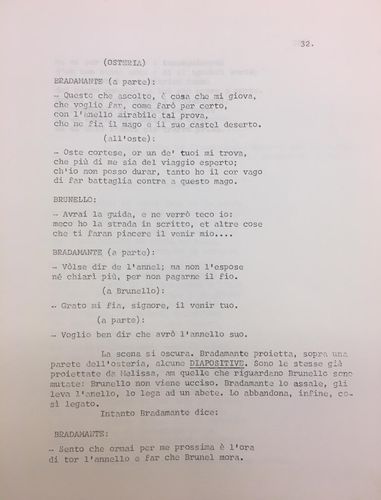 32.
(OSTERIA)
BRADAMANTE (a parte):
- Questo che ascolto, è cosa che mi giova,
che voglio far, come farò per certo,
con l'anello mirabile tal prova,
che ne fia il mago e il suo castel deserto.
(all'oste):
- Oste cortese, or un de' tuoi mi trova,
che più di me sia del viaggio esperto;
ch'io non posso durar, tanto ho il cor vago
di far battaglia contra a questo mago.
BRUNELLO:
- Avrai la guida, e ne verrò teco io:
meco ho la strada in scritto, et altre cose
che ti faran piacere il venir mio....
BRADAMANTE (a parte):
- Vòlse dir de l'annel; ma non l'espose
né chiarì più, per non pagarne il fio.
(a Brunello):
- Grato mi fia, signore, il venir tuo.
(a parte):
- Voglio ben dir che avrò l'annello suo.
La scena si oscura. Bradamante proietta, sopra una
parete dell'osteria, alcune DIAPOSITIVE. Sono le stesse già
proiettate da Melissa, am quelle che riguardano Brunello sono
mutate: Brunello non viene ucciso. Bradamante lo assale, gli
leva l'anello, lo lega ad un abete. Lo abbandona, infine, co-
sì legato.
Intanto Bradamante dice:
BRADAMANTE:
- Sento che ormai per me prossima è l'ora
di tor l'annello e far che Brunel mora.